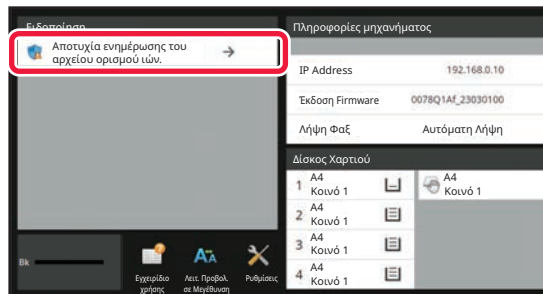 Ειδοποίηση
Αποτυχία ενημέρωσης του
αρχείου ορισμού ιών.
Πληροφορίες μηχανήματος
IP Address 192.168.0.10
Έκδοση Firmware 0078Q1Af_23030100
Λήψη Φαξ Αυτόματη Λήψη
Δίσκος Χαρτιού
1 A4
Κοινό 1
A4
Κοινό 1
2 A4
Κοινό 1
3 A4
Κοινό 1
4 A4
Κοινό 1
Bk
Εγχειρίδιο
χρήσης
Λειτ. Προβολ.
σε Μεγέθυνση
Ρυθμίσεις